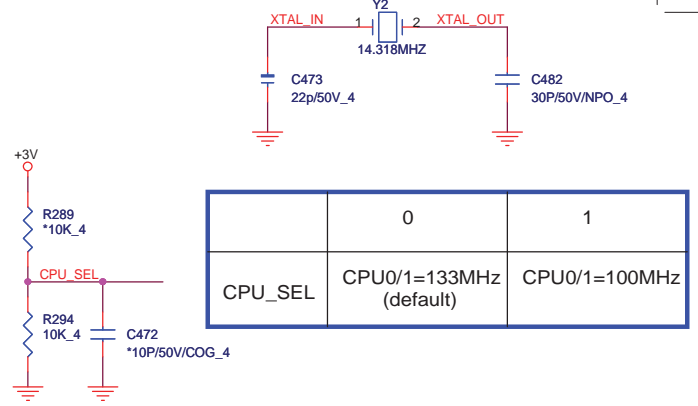 Y2
XTAL_IN
1
2
XTAL_OUT
14.318MHZ
C473
22p/50V_4
C482
30P/50V/NPO_4
+3V
R289
*10K_4
CPU_SEL
R294
10K_4
C472
*10P/50V/COG_4
0
1
CPU_SEL
CPU0/1=133MHz
(default)
CPU0/1=100MHz